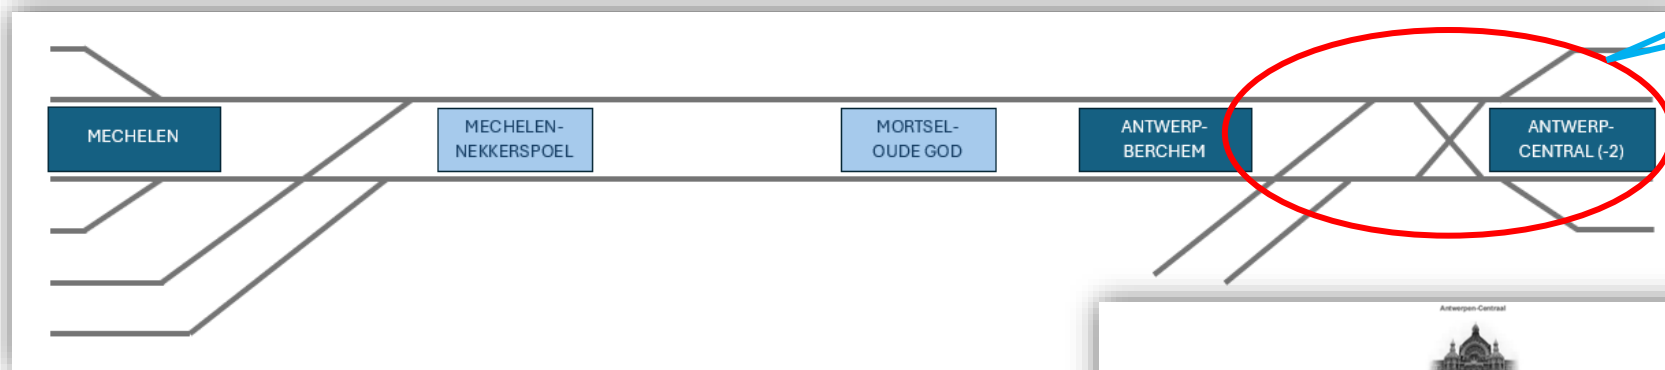 MECHELEN
MECHELEN-
NEKKERSPOEL
MORTSEL-
OUDE GOD
ANTWERP-
BERCHEM
ANTWERP-
CENTRAL (-2)
Antwerpen-Centraal